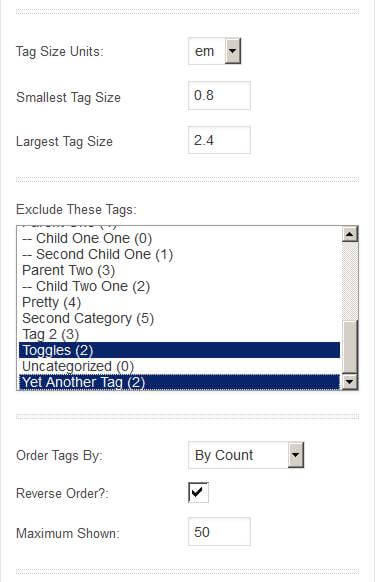 Tag Size Units:
em
Smallest Tag Size
0.8
Largest Tag Size
2.4
Exclude These Tags:
-- Child One One (0)
-- Second Child One (1)
Parent Two (3)
-- Child Two One (2)
Pretty (4)
Second Category (5)
Tag 2 (3)
Toggles (2)
Uncategorized (0)
Yet Another Tag (2)
Order Tags By:
By Count
Reverse Order?:
Maximum Shown:
50